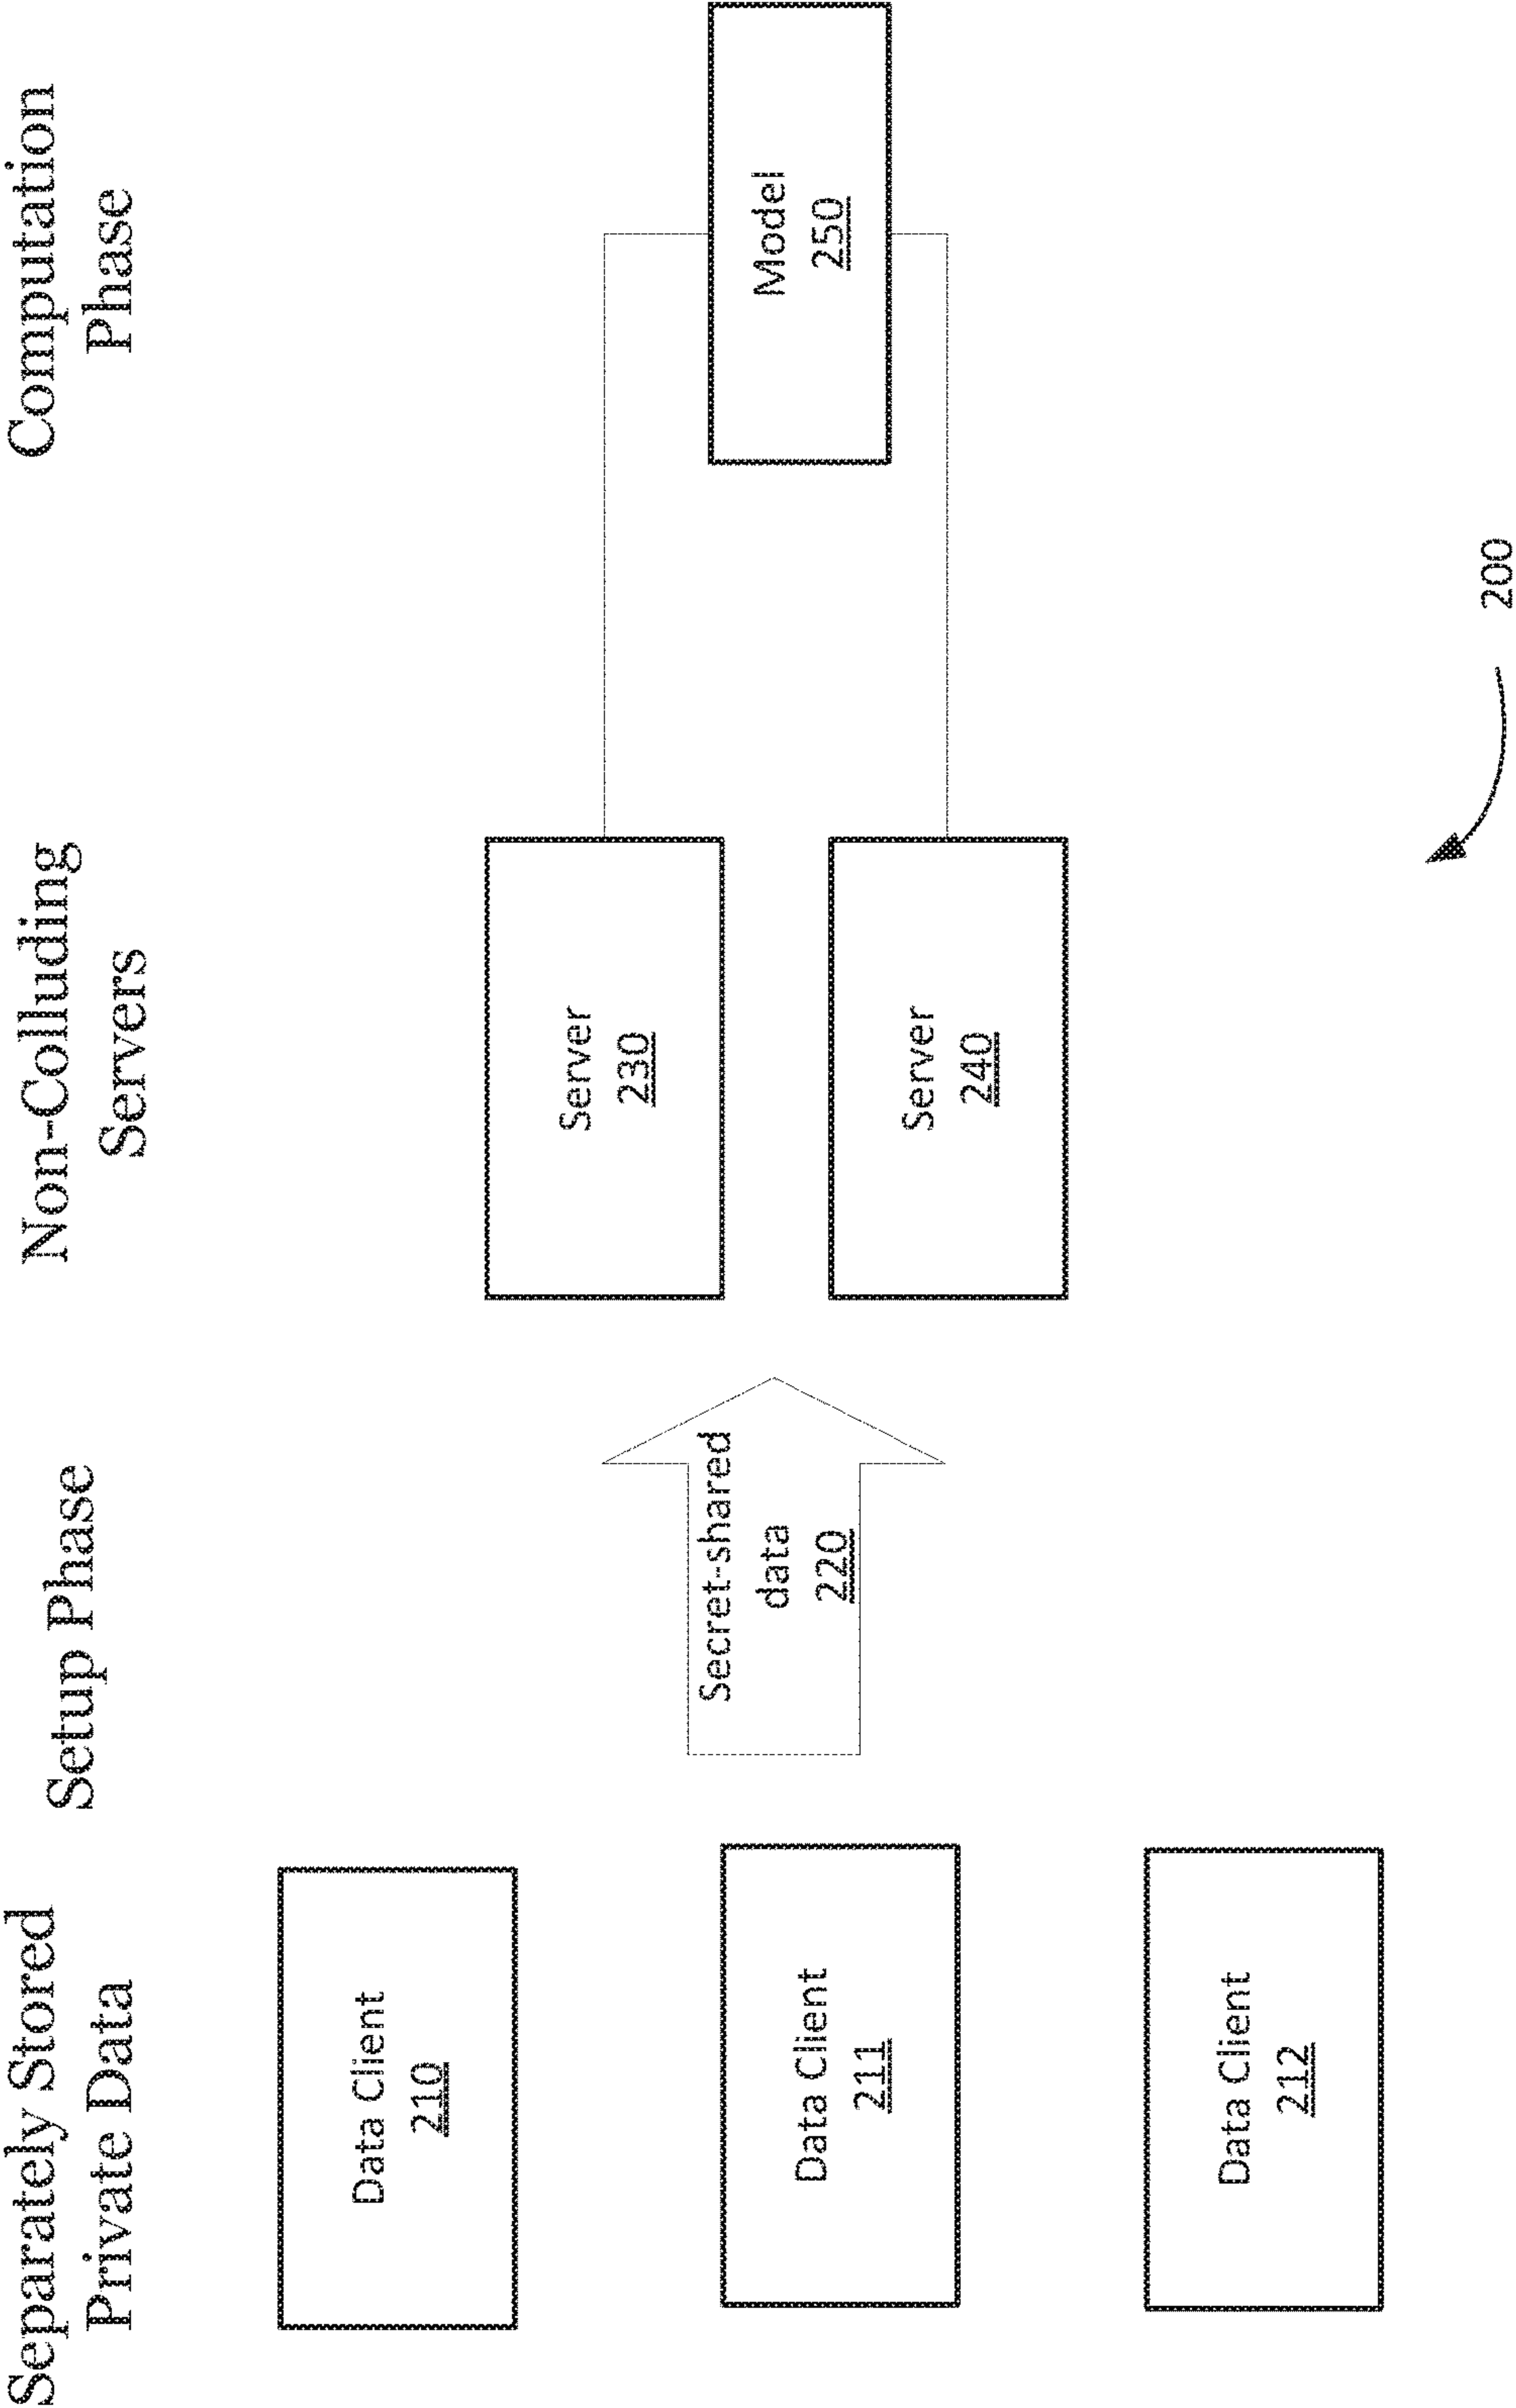 Separately Stored
Private Data
Setup Phase
Non-Colluding
Servers
Computation
Phase
Data Client
210
Data Client
211
Data Client
212
Secret-shared
data
220
Server
230
Server
240
Model
250
200